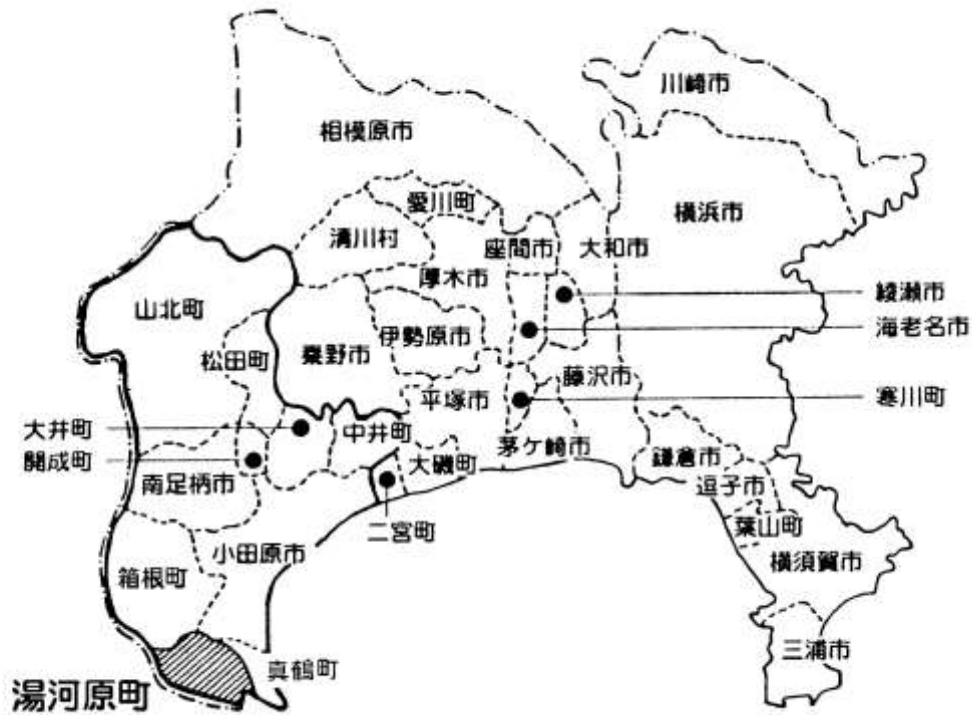 川崎市
相模原市
愛川町
横浜市
清川村
座間市
大和市
厚木市
綾瀬市
山北町
海老名市
伊勢原市
秦野市
松田町
藤沢市
平塚市
寒川町
大井町
中井町
茅ケ崎市
開成町
大磯町
鎌倉市
南足柄市
逗子市
二宮町
葉山町
小田原市
横須賀市
箱根町
三浦市
真鶴町
湯河原町